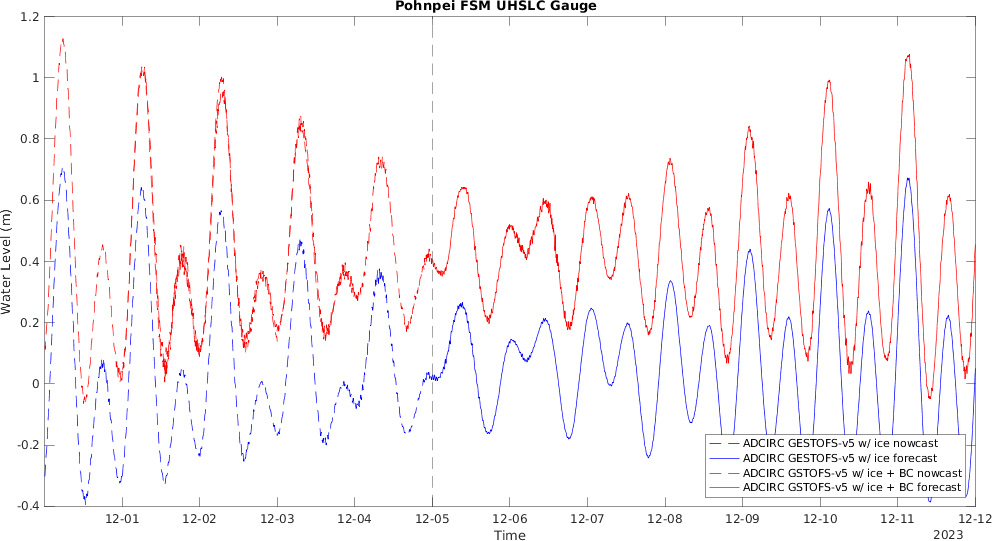 Pohnpei FSM UHSLC Gauge
1.2
1
0.8
0.6
0.4
0.2
0
-0.2
-0.4
Water Level (m)
ADCIRC GESTOFS-v5 w/ ice nowcast
ADCIRC GESTOFS-v5 w/ ice forecast
ADCIRC GSTOFS-v5 w/ ice + BC nowcast
ADCIRC GSTOFS-v5 w/ ice + BC forecast
12-01 12-02 12-03 12-04 12-05 12-06 12-07 12-08 12-09 12-10 12-11 12-12
Time
2023